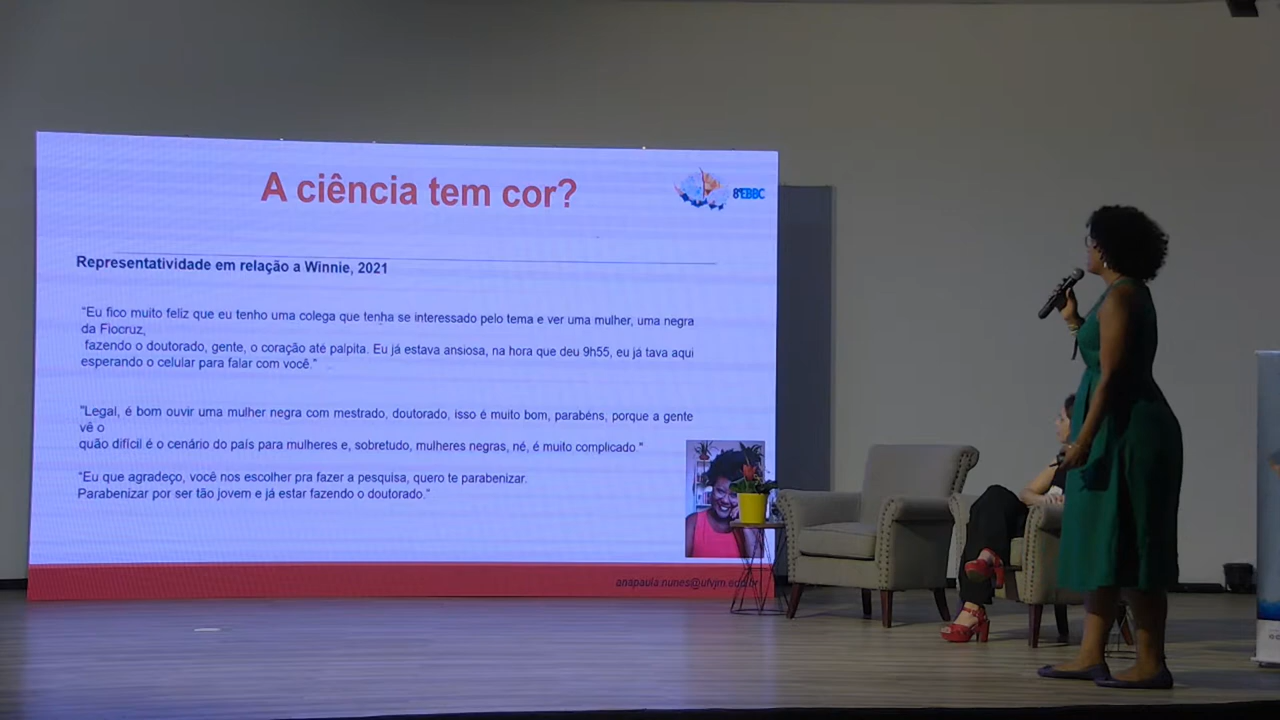 A ciência tem cor?
8ºEBBC
Representatividade em relação a Winnie, 2021
"Eu fico muito feliz que eu tenho uma colega que tenha se interessado pelo tema e ver uma mulher, uma negra
da Fiocruz,
fazendo o doutorado, gente, o coração até palpita. Eu já estava ansiosa, na hora que deu 9h55, eu já tava aqui
esperando o celular para falar com você."
"Legal, é bom ouvir uma mulher negra com mestrado, doutorado, isso é muito bom, parabéns, porque a gente
vê o
quão difícil é o cenário do país para mulheres e, sobretudo, mulheres negras, né, é muito complicado."
"Eu que agradeço, você nos escolher pra fazer a pesquisa, quero te parabenizar.
Parabenizar por ser tão jovem e já estar fazendo o doutorado."
anapaula.nunes@ufvjm.edu.br